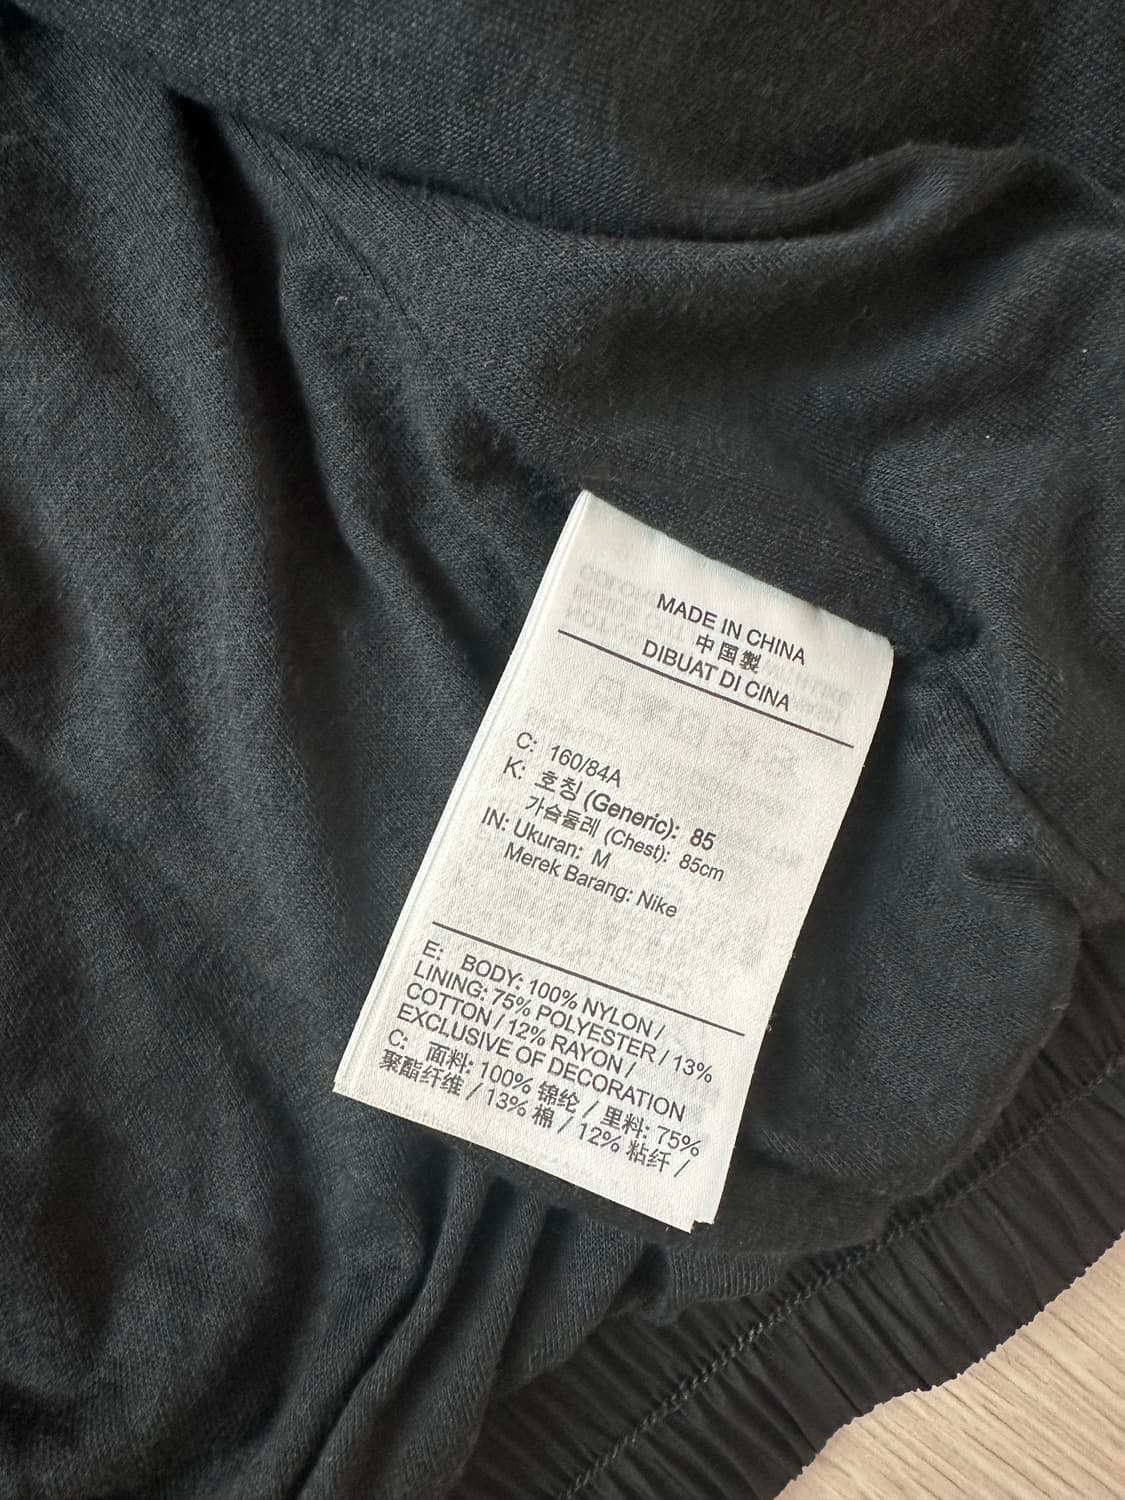 MADE IN CHINA
中国製
DIBUAT DI CINA
C: 160/84A
K: 호칭 (Generic): 85
가슴둘레 (Chest): 85cm
IN: Ukuran: M
Merek Barang: Nike
E: BODY: 100% NYLON /
LINING: 75% POLYESTER / 13%
COTTON / 12% RAYON /
EXCLUSIVE OF DECORATION
C: 面料: 100% 锦纶 / 里料: 75%
聚酯纤维 / 13% 棉 / 12% 粘纤 /